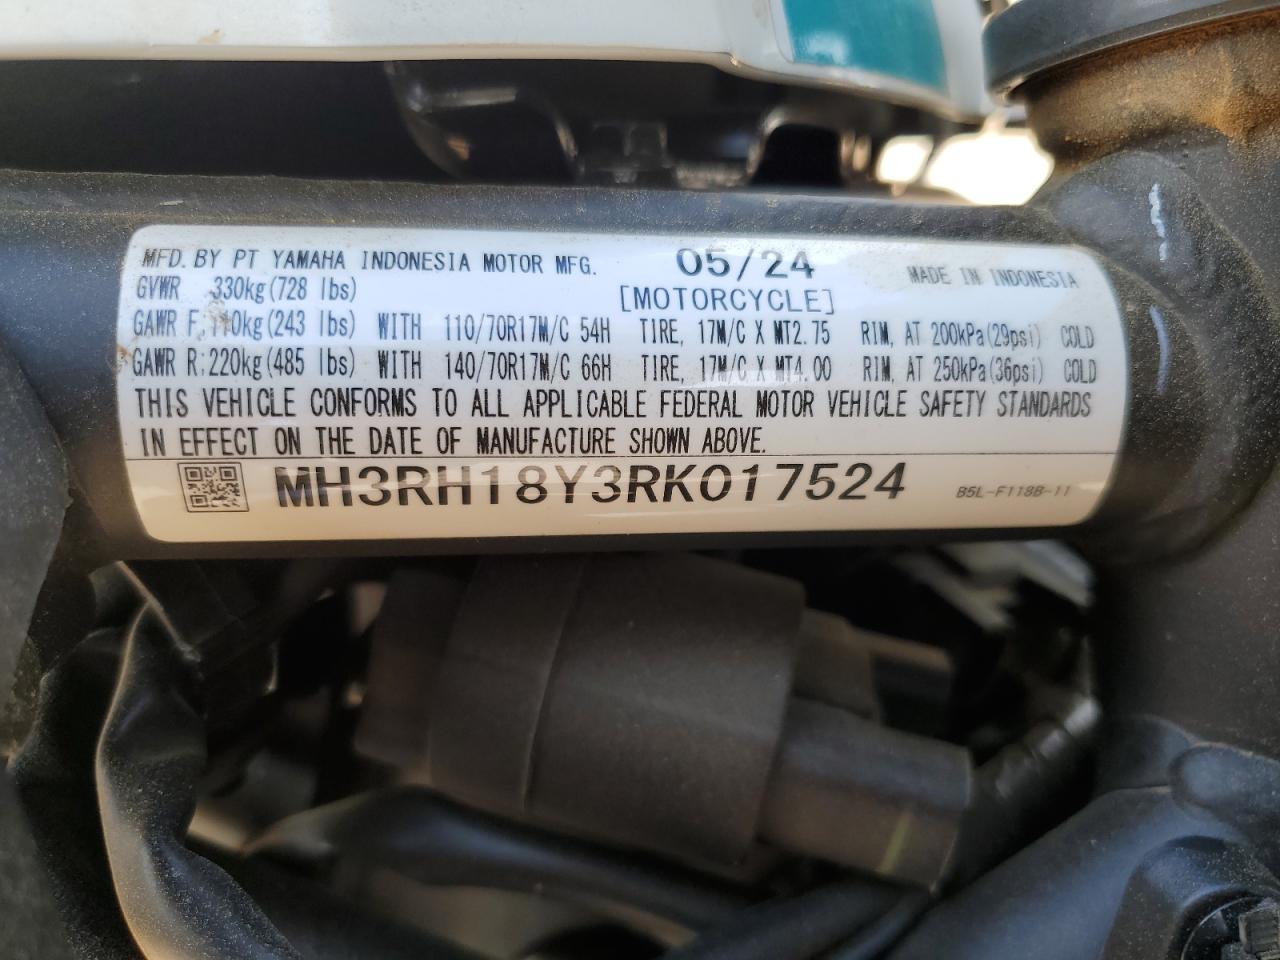 MFD. BY PT YAMAHA INDONESIA MOTOR MFG. 05/24 MADE IN INDONESIA
GVWR 330kg(728 lbs) [MOTORCYCLE]
GAWR F:110kg(243 lbs) WITH 110/70R17M/C 54H TIRE, 17M/C X MT2.75 RIM, AT 200kPa(29psi) COLD
GAWR R:220kg(485 lbs) WITH 140/70R17M/C 66H TIRE, 17M/C X MT4.00 RIM, AT 250kPa(36psi) COLD
THIS VEHICLE CONFORMS TO ALL APPLICABLE FEDERAL MOTOR VEHICLE SAFETY STANDARDS
IN EFFECT ON THE DATE OF MANUFACTURE SHOWN ABOVE.
MH3RH18Y3RK017524 B5L-F118B-11